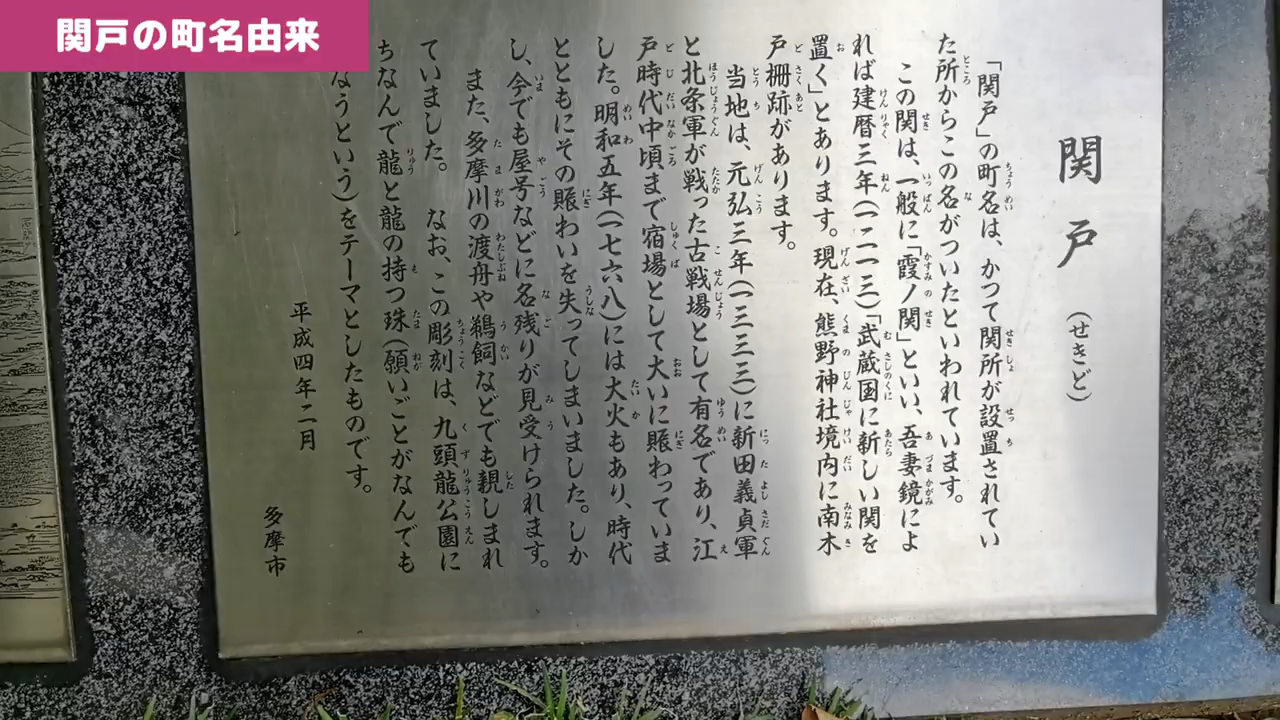 関戸の町名由来
関戸(せきど)
「関戸」の町名は、かつて関所が設置されてい
た所からこの名がついたといわれています。
この関は、一般に「霞ノ関」といい、吾妻鏡によ
れば建暦三年(一二一三)「武蔵国に新しい関を
置く」とあります。現在、熊野神社境内に南木
戸柵跡があります。
当地は、元弘三年(一三三三)に新田義貞軍
と北条軍が戦った古戦場として有名であり、江
戸時代中頃まで宿場として大いに賑わっていま
した。明和五年(一七六八)には大火もあり、時代
とともにその賑わいを失ってしまいました。しか
し、今でも屋号などに名残りが見受けられます。
また、多摩川の渡舟や鵜飼などでも親しまれ
ていました。 なお、この彫刻は、九頭龍公園に
ちなんで龍と龍の持つ珠(願いごとがなんでも
なうという)をテーマとしたものです。
平成四年二月
多摩市